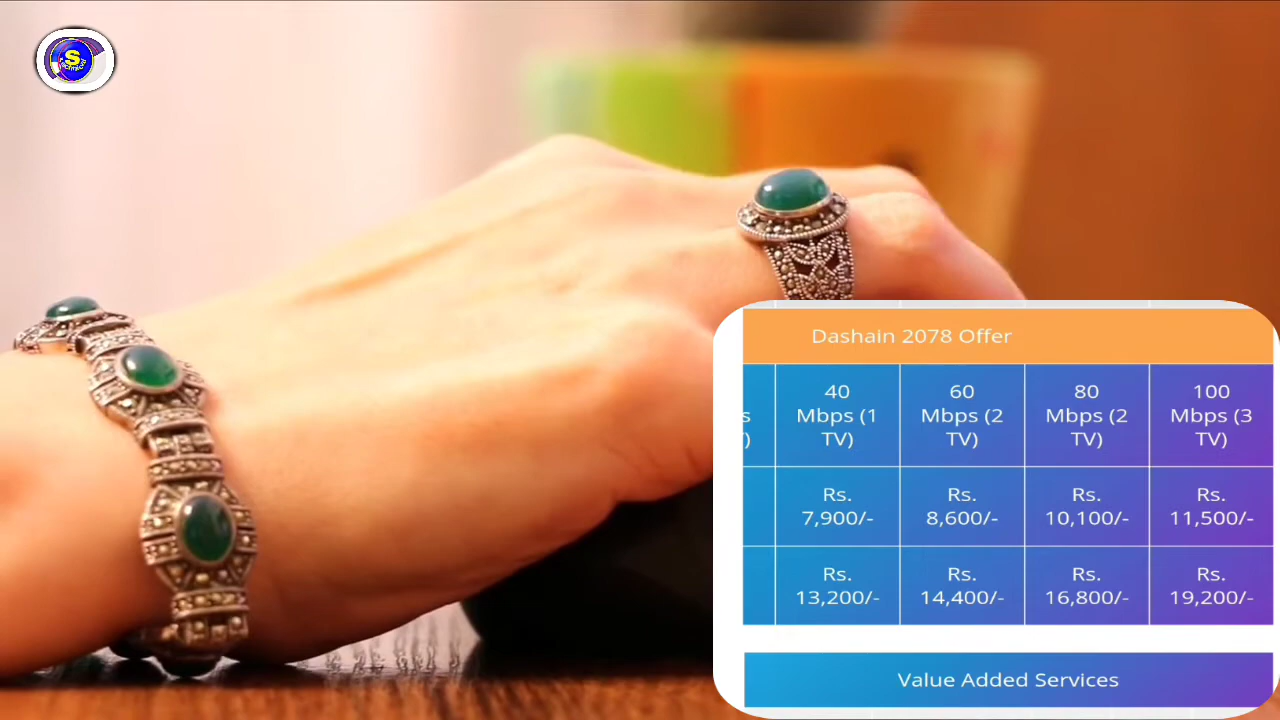 S
Dashain 2078 Offer
40
Mbps (1
TV)
60
Mbps (2
TV)
80
Mbps (2
TV)
100
Mbps (3
TV)
Rs.
7,900/-
Rs.
8,600/-
Rs.
10,100/-
Rs.
11,500/-
Rs.
13,200/-
Rs.
14,400/-
Rs.
16,800/-
Rs.
19,200/-
Value Added Services